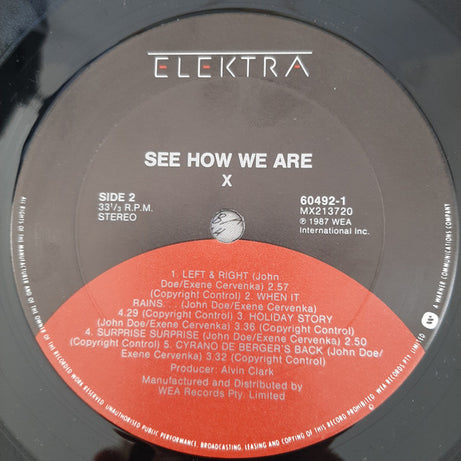 ELEKTRA
SEE HOW WE ARE
X
SIDE 2
33 1/3 R.P.M.
STEREO
60492-1
MX213720
℗ 1987 WEA
International Inc.
1. LEFT & RIGHT (John
Doe/Exene Cervenka) 2.57
(Copyright Control) 2. WHEN IT
RAINS. . . (John Doe/Exene Cervenka)
4.29 (Copyright Control) 3. HOLIDAY STORY
(John Doe/Exene Cervenka) 3.36 (Copyright Control)
4. SURPRISE SURPRISE (John Doe/Exene Cervenka) 2.50
(Copyright Control) 5. CYRANO DE BERGER'S BACK (John Doe/
Exene Cervenka) 3.32 (Copyright Control)
Producer: Alvin Clark
Manufactured and Distributed by
WEA Records Pty. Limited
ALL RIGHTS OF THE MANUFACTURER AND OF THE OWNER OF THE RECORDED WORK RESERVED. UNAUTHORISED PUBLIC PERFORMANCE, BROADCASTING, LEASING AND COPYING OF THIS RECORD PROHIBITED. WEA RECORDS PTY. LIMITED. A WARNER COMMUNICATIONS COMPANY